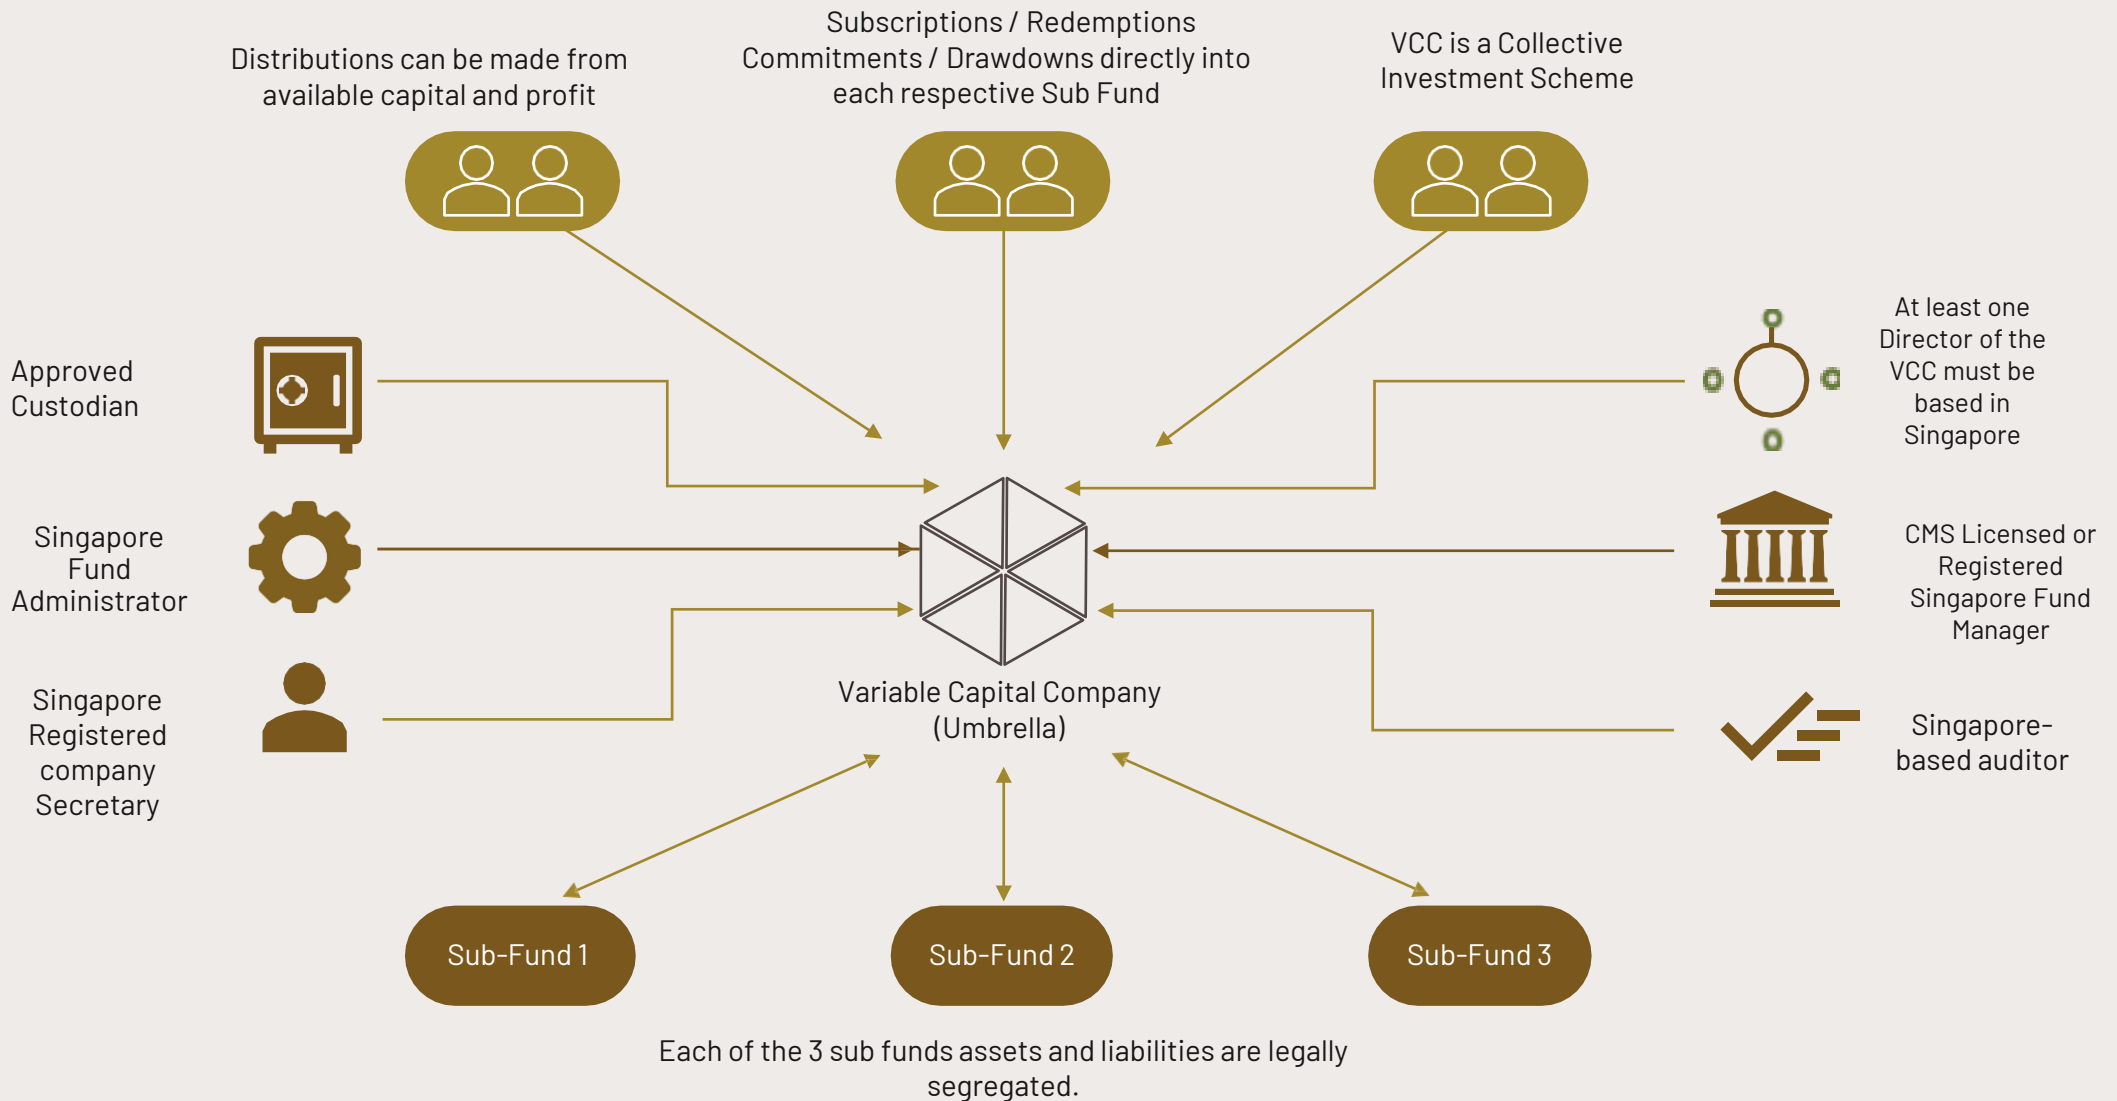 Distributions can be made from
available capital and profit
Subscriptions / Redemptions
Commitments / Drawdowns directly into
each respective Sub Fund
VCC is a Collective
Investment Scheme
Approved
Custodian
Singapore
Fund
Administrator
Singapore
Registered
company
Secretary
At least one
Director of the
VCC must be
based in
Singapore
CMS Licensed or
Registered
Singapore Fund
Manager
Singapore-
based auditor
Variable Capital Company
(Umbrella)
Sub-Fund 1
Sub-Fund 2
Sub-Fund 3
Each of the 3 sub funds assets and liabilities are legally
segregated.